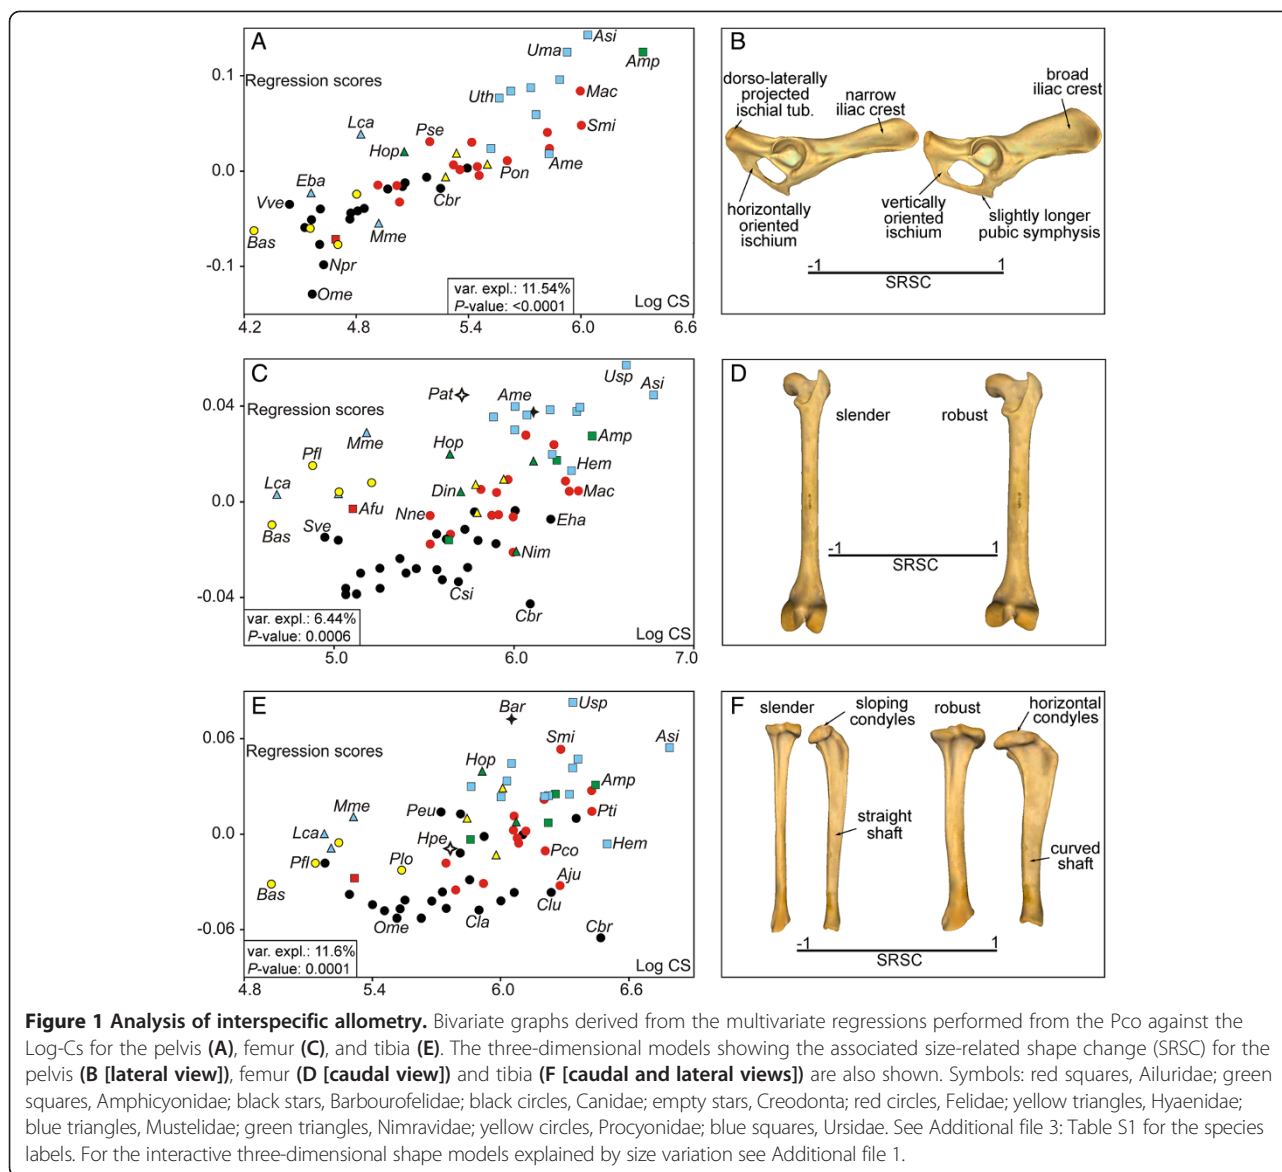 A
Regression scores
0.1
0.0
-0.1
Asi
Uma
Amp
Uth
Mac
Lca
Pse
Smi
Hop
Ame
Eba
Pon
Vve
Cbr
Bas
Mme
Npr
Ome
var. expl.: 11.54%
P-value: <0.0001
Log CS
4.2 4.8 5.4 6.0 6.6
B
dorso-laterally
projected
ischial tub.
narrow
iliac crest
broad
iliac crest
horizontally
oriented
ischium
vertically
oriented
ischium
slightly longer
pubic symphysis
-1 1
SRSC
C
Regression scores
0.04
0.0
-0.04
Usp
Asi
Pat
Ame
Mme
Hop
Amp
Pfl
Hem
Lca
Din
Mac
Afu
Bas
Sve
Nne
Eha
Nim
Csi
Cbr
var. expl.: 6.44%
P-value: 0.0006
Log CS
5.0 6.0 7.0
D
slender
robust
-1 1
SRSC
E
Regression scores
0.06
0.0
-0.06
Bar
Usp
Smi
Asi
Hop
Amp
Mme
Peu
Pti
Lca
Hpe
Hem
Pfl
Plo
Pco
Bas
Aju
Ome
Cla
Clu
Cbr
var. expl.: 11.6%
P-value: 0.0001
Log CS
4.8 5.4 6.0 6.6
F
slender
sloping
condyles
robust
horizontal
condyles
straight
shaft
curved
shaft
-1 1
SRSC
Figure 1 Analysis of interspecific allometry. Bivariate graphs derived from the multivariate regressions performed from the Pco against the
Log-Cs for the pelvis (A), femur (C), and tibia (E). The three-dimensional models showing the associated size-related shape change (SRSC) for the
pelvis (B [lateral view]), femur (D [caudal view]) and tibia (F [caudal and lateral views]) are also shown. Symbols: red squares, Ailuridae; green
squares, Amphicyonidae; black stars, Barbourofelidae; black circles, Canidae; empty stars, Creodonta; red circles, Felidae; yellow triangles, Hyaenidae;
blue triangles, Mustelidae; green triangles, Nimravidae; yellow circles, Procyonidae; blue squares, Ursidae. See Additional file 3: Table S1 for the species
labels. For the interactive three-dimensional shape models explained by size variation see Additional file 1.